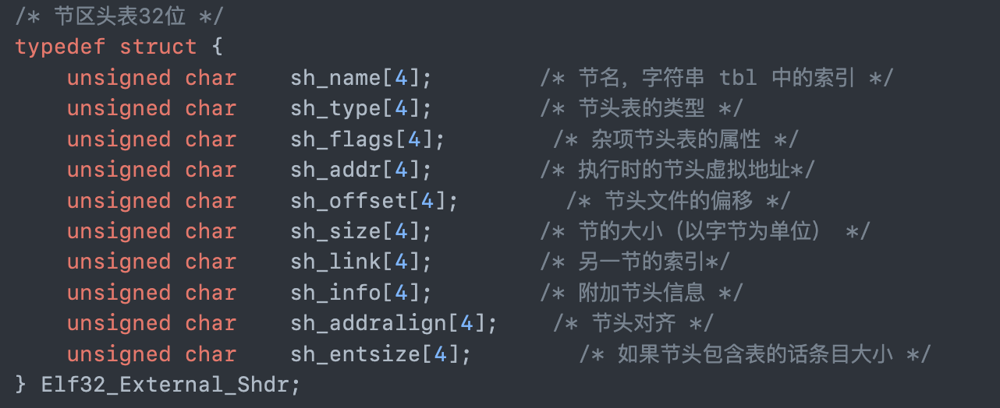 /* 节区头表32位 */
typedef struct {
    unsigned char    sh_name[4];        /* 节名，字符串 tbl 中的索引 */
    unsigned char    sh_type[4];        /* 节头表的类型 */
    unsigned char    sh_flags[4];        /* 杂项节头表的属性 */
    unsigned char    sh_addr[4];        /* 执行时的节头虚拟地址*/
    unsigned char    sh_offset[4];        /* 节头文件的偏移 */
    unsigned char    sh_size[4];        /* 节的大小（以字节为单位） */
    unsigned char    sh_link[4];        /* 另一节的索引*/
    unsigned char    sh_info[4];        /* 附加节头信息 */
    unsigned char    sh_addralign[4];    /* 节头对齐 */
    unsigned char    sh_entsize[4];        /* 如果节头包含表的话条目大小 */
} Elf32_External_Shdr;